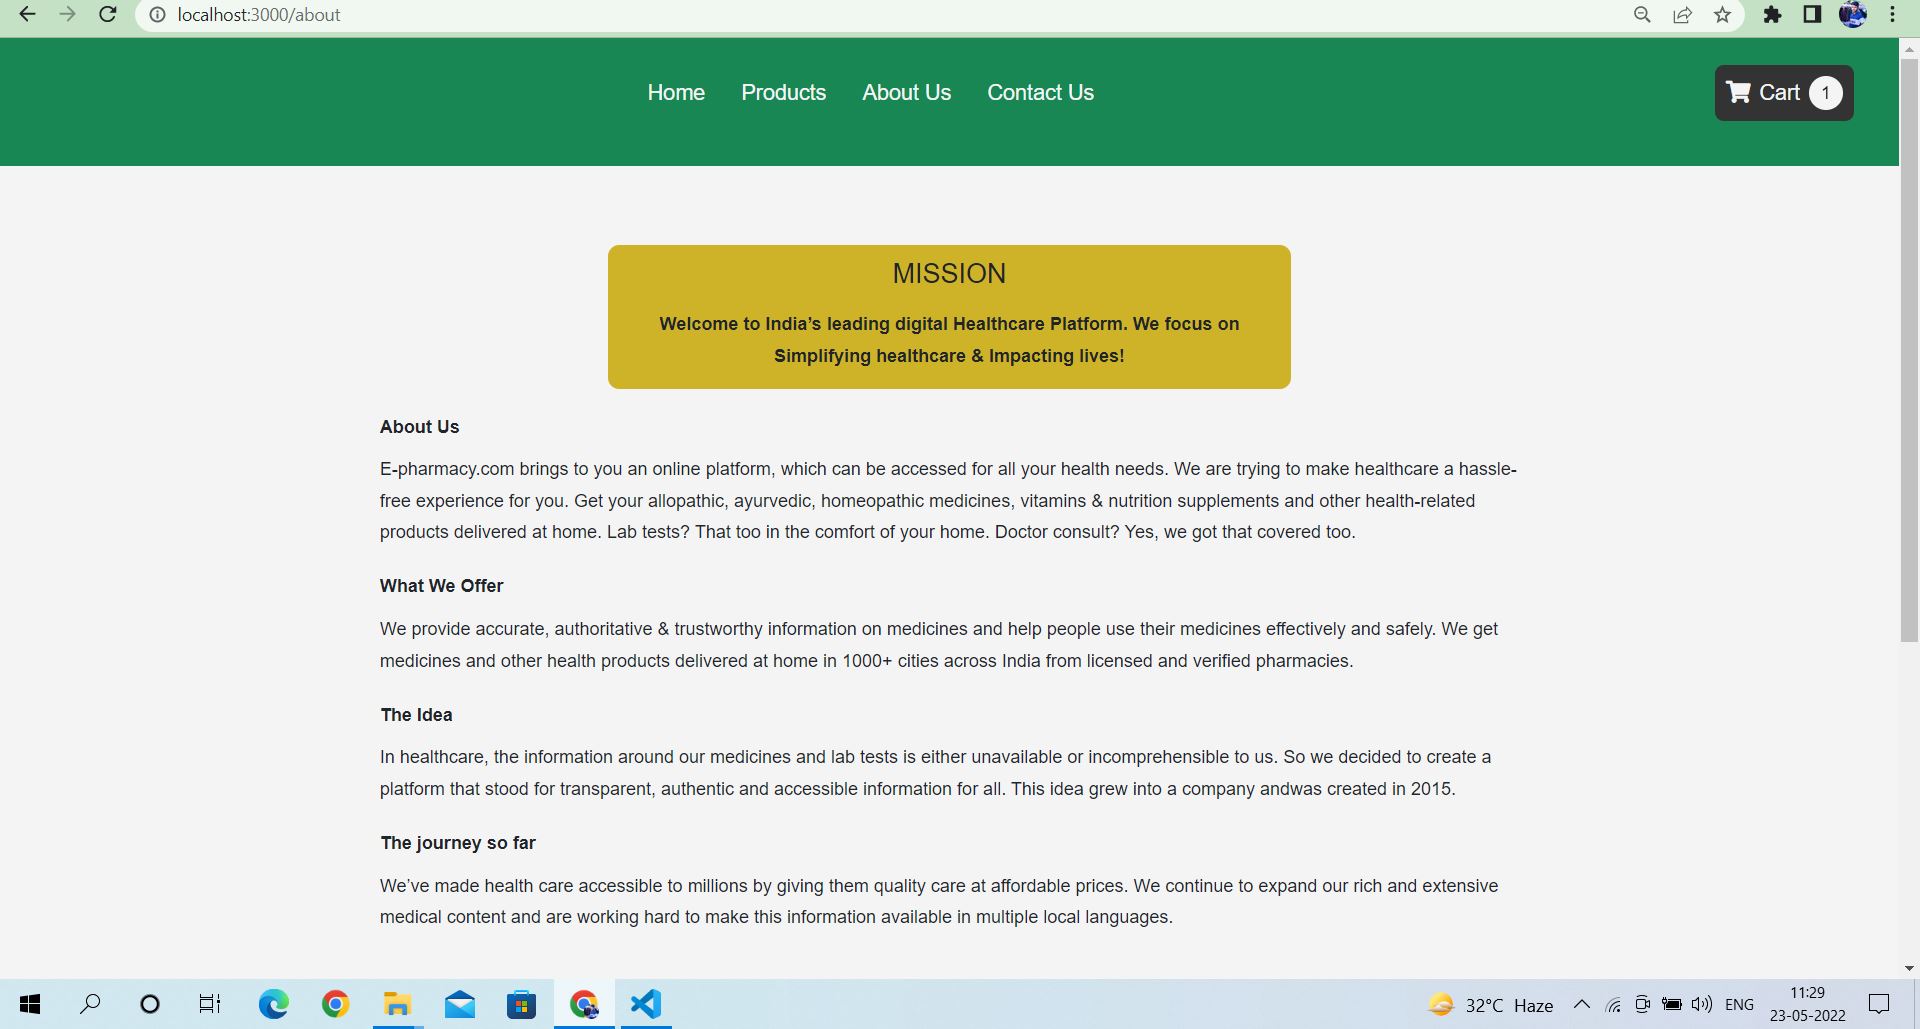 localhost:3000/about
Home Products About Us Contact Us Cart 1
MISSION
Welcome to India’s leading digital Healthcare Platform. We focus on
Simplifying healthcare & Impacting lives!
About Us
E-pharmacy.com brings to you an online platform, which can be accessed for all your health needs. We are trying to make healthcare a hassle-
free experience for you. Get your allopathic, ayurvedic, homeopathic medicines, vitamins & nutrition supplements and other health-related
products delivered at home. Lab tests? That too in the comfort of your home. Doctor consult? Yes, we got that covered too.
What We Offer
We provide accurate, authoritative & trustworthy information on medicines and help people use their medicines effectively and safely. We get
medicines and other health products delivered at home in 1000+ cities across India from licensed and verified pharmacies.
The Idea
In healthcare, the information around our medicines and lab tests is either unavailable or incomprehensible to us. So we decided to create a
platform that stood for transparent, authentic and accessible information for all. This idea grew into a company andwas created in 2015.
The journey so far
We’ve made health care accessible to millions by giving them quality care at affordable prices. We continue to expand our rich and extensive
medical content and are working hard to make this information available in multiple local languages.
32°C Haze ENG 11:29
23-05-2022